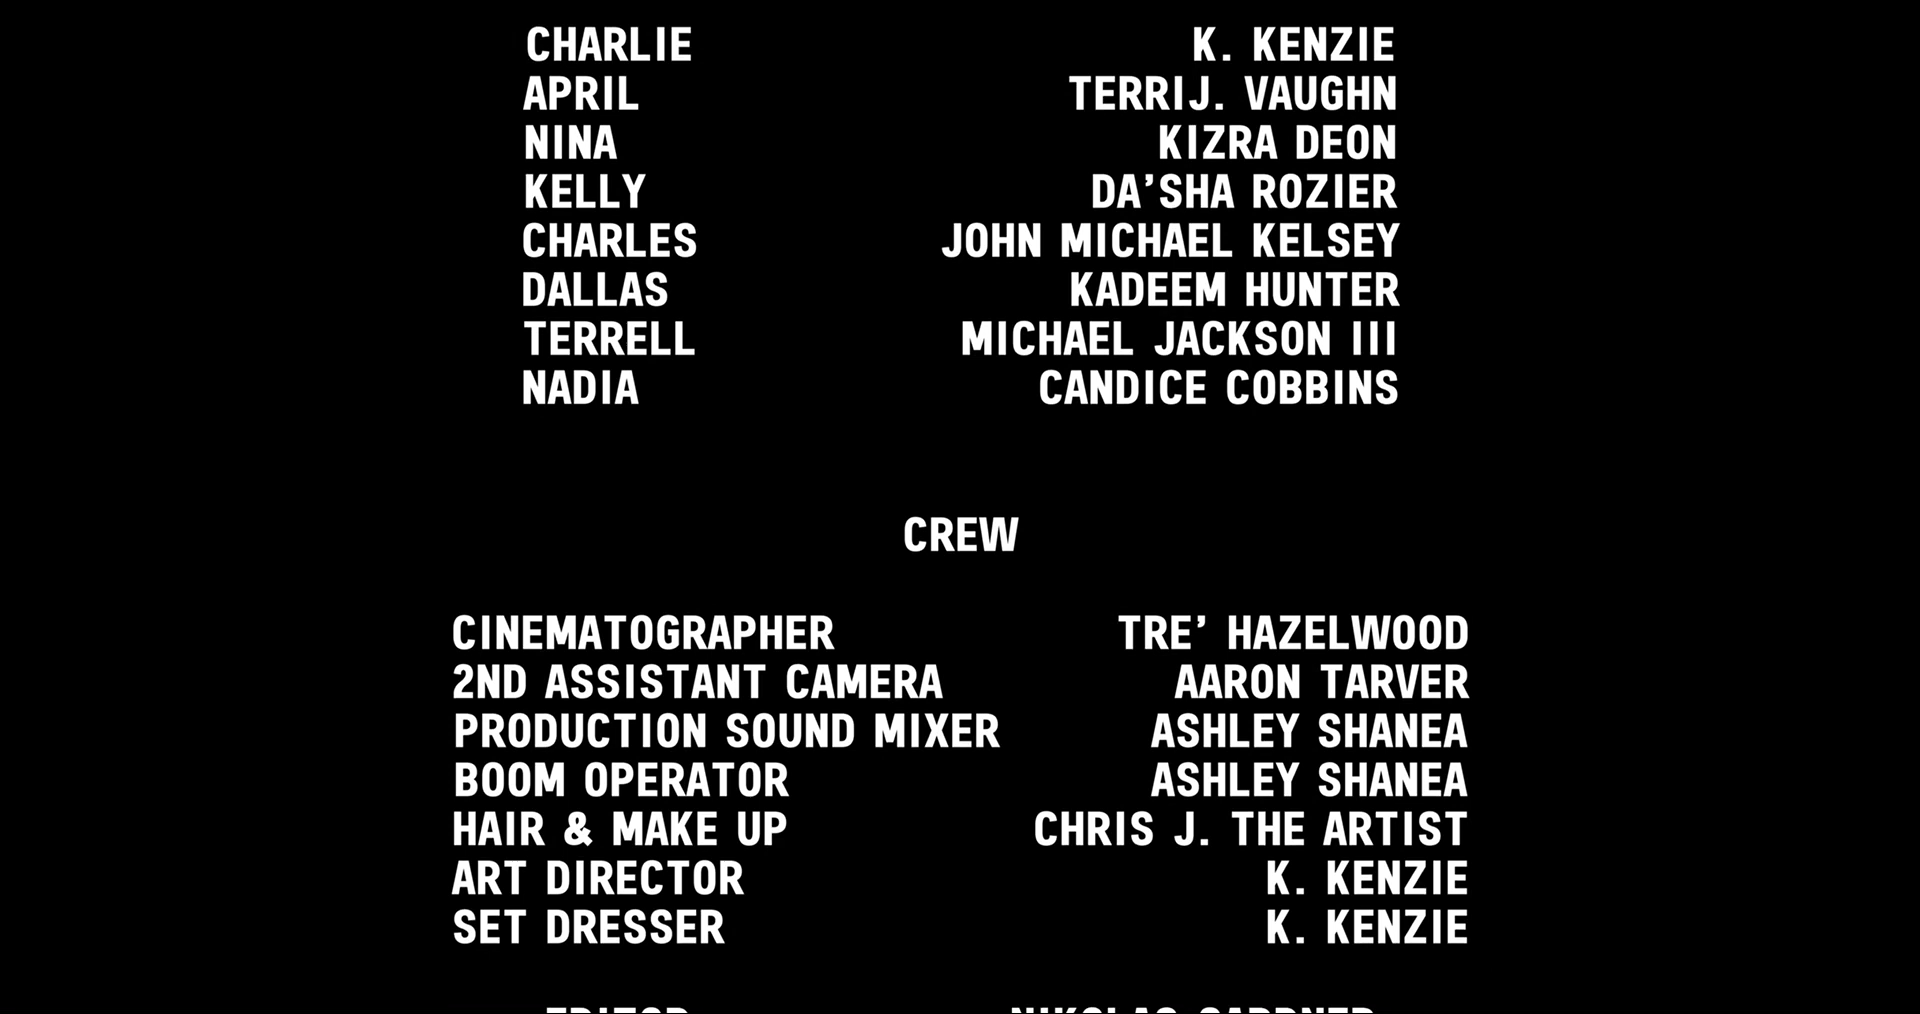 CHARLIE K. KENZIE
APRIL TERRIJ. VAUGHN
NINA KIZRA DEON
KELLY DA’SHA ROZIER
CHARLES JOHN MICHAEL KELSEY
DALLAS KADEEM HUNTER
TERRELL MICHAEL JACKSON III
NADIA CANDICE COBBINS
CREW
CINEMATOGRAPHER TRE’ HAZELWOOD
2ND ASSISTANT CAMERA AARON TARVER
PRODUCTION SOUND MIXER ASHLEY SHANEA
BOOM OPERATOR ASHLEY SHANEA
HAIR & MAKE UP CHRIS J. THE ARTIST
ART DIRECTOR K. KENZIE
SET DRESSER K. KENZIE
EDITOR